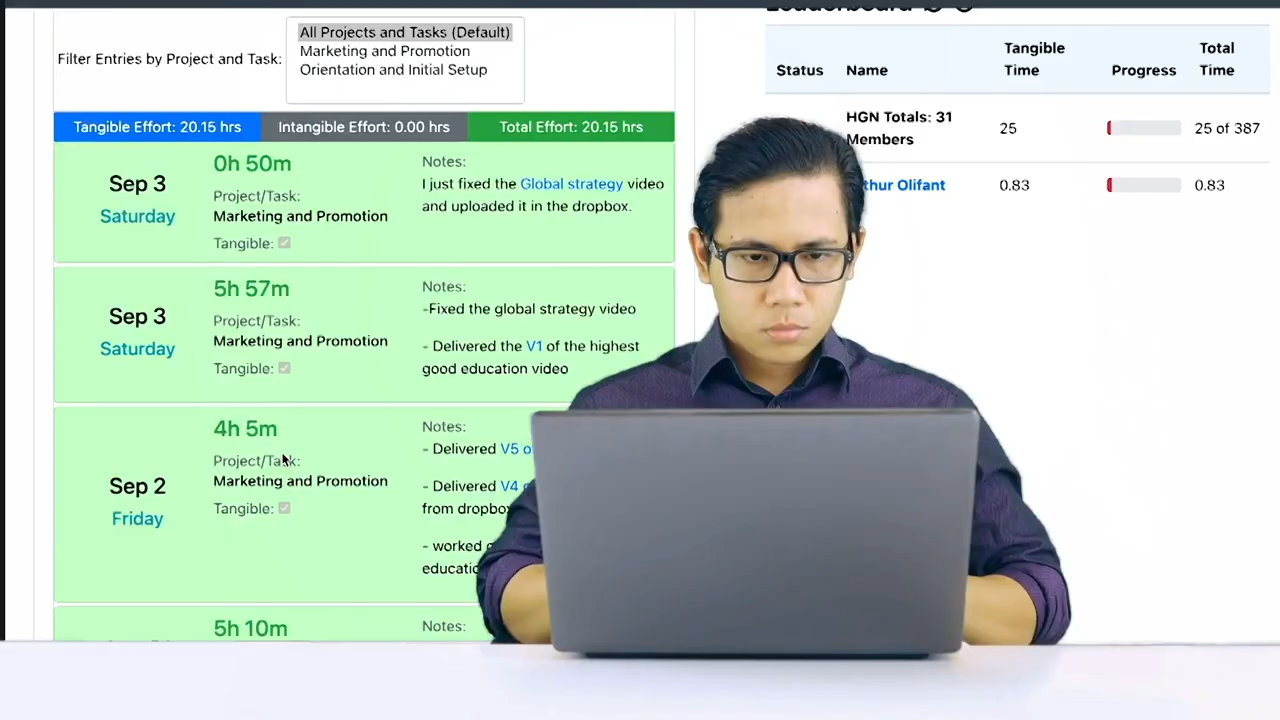 Leaderboard
All Projects and Tasks (Default)
Filter Entries by Project and Task:
Marketing and Promotion
Orientation and Initial Setup
Status Name Tangible Time Progress Total Time
HGN Totals: 31 Members 25 25 of 387
thur Olifant 0.83 0.83
Tangible Effort: 20.15 hrs Intangible Effort: 0.00 hrs Total Effort: 20.15 hrs
Sep 3
Saturday
0h 50m
Project/Task:
Marketing and Promotion
Tangible:
Notes:
I just fixed the Global strategy video
and uploaded it in the dropbox.
Sep 3
Saturday
5h 57m
Project/Task:
Marketing and Promotion
Tangible:
Notes:
-Fixed the global strategy video
- Delivered the V1 of the highest
good education video
Sep 2
Friday
4h 5m
Project/Task:
Marketing and Promotion
Tangible:
Notes:
- Delivered V5
- Delivered V4
from
- worked
5h 10m
Notes: